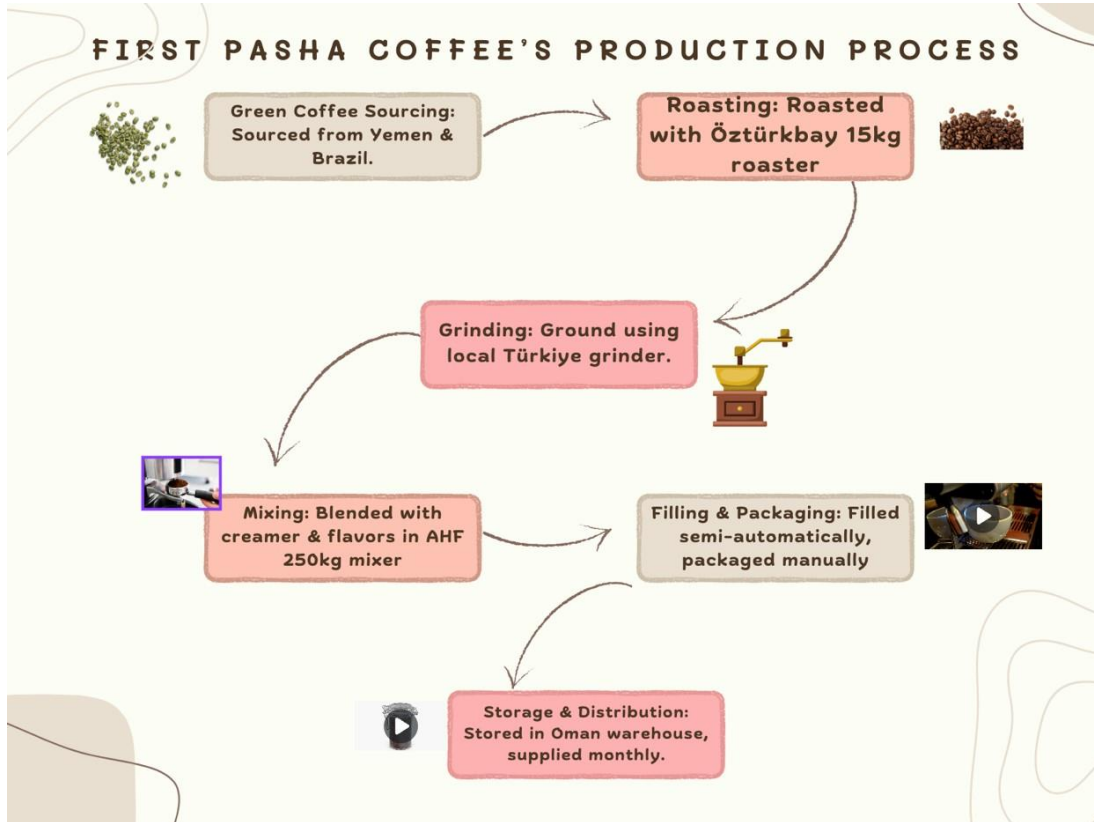 FIRST PASHA COFFEE'S PRODUCTION PROCESS
Green Coffee Sourcing:
Sourced from Yemen &
Brazil.
Roasting: Roasted
with Öztürkbay 15kg
roaster
Grinding: Ground using
local Türkiye grinder.
Mixing: Blended with
creamer & flavors in AHF
250kg mixer
Filling & Packaging: Filled
semi-automatically,
packaged manually
Storage & Distribution:
Stored in Oman warehouse,
supplied monthly.